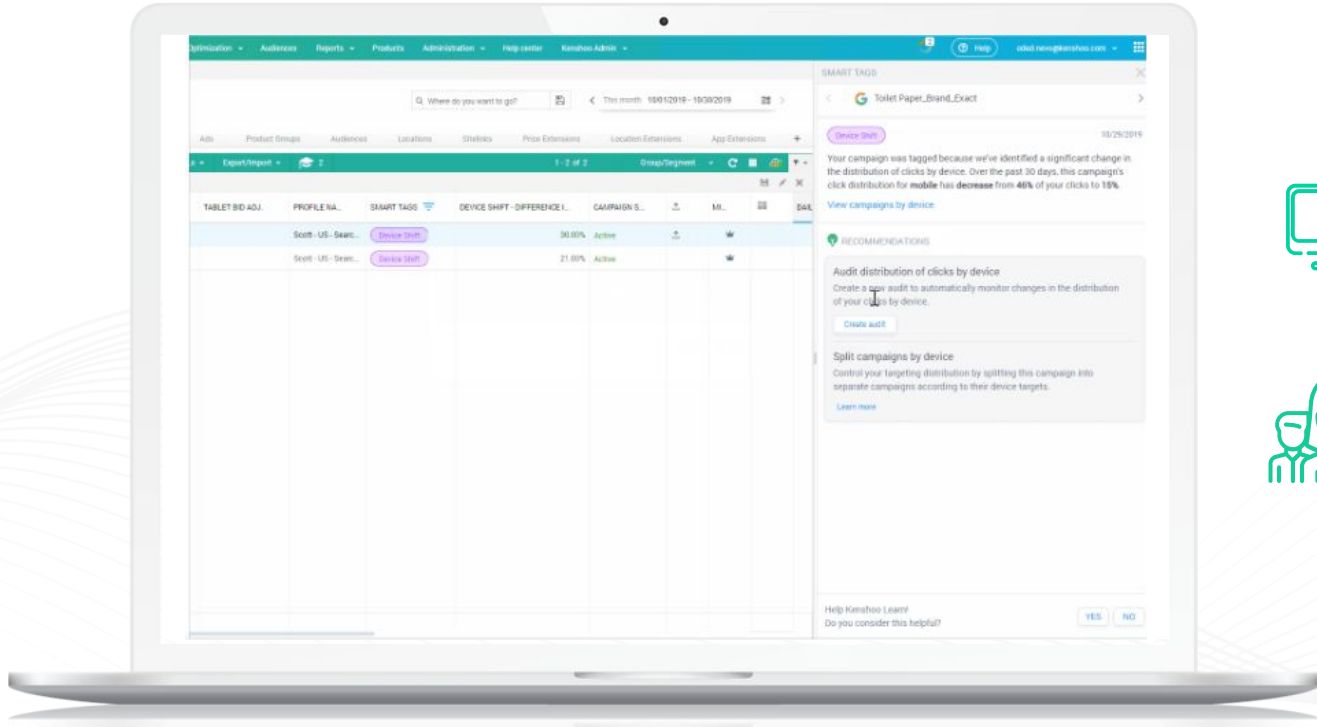 Optimization Audiences Reports Products Administration Help center Kenshoo Admin
Help oded.nevo@kenshoo.com
SMART TAGS
Where do you want to go? This month 10/01/2019 - 10/30/2019
Toilet Paper_Brand_Exact
Ads Product Groups Audiences Locations Sitelinks Price Extensions Location Extensions App Extensions +
Export/Import 2 1 - 2 of 2 Group/Segment
Device Shift 10/29/2019
Your campaign was tagged because we've identified a significant change in
the distribution of clicks by device. Over the past 30 days, this campaign's
click distribution for mobile has decrease from 46% of your clicks to 15%.
View campaigns by device
TABLET BID ADJ. PROFILE NA... SMART TAGS DEVICE SHIFT - DIFFERENCE I... CAMPAIGN S... MI... DAIL
Scott - US - Searc... Device Shift 30.00% Active
Scott - US - Searc... Device Shift 21.00% Active
RECOMMENDATIONS
Audit distribution of clicks by device
Create a new audit to automatically monitor changes in the distribution
of your clicks by device.
Create audit
Split campaigns by device
Control your targeting distribution by splitting this campaign into
separate campaigns according to their device targets.
Learn more
Help Kenshoo Learn!
Do you consider this helpful?
YES NO